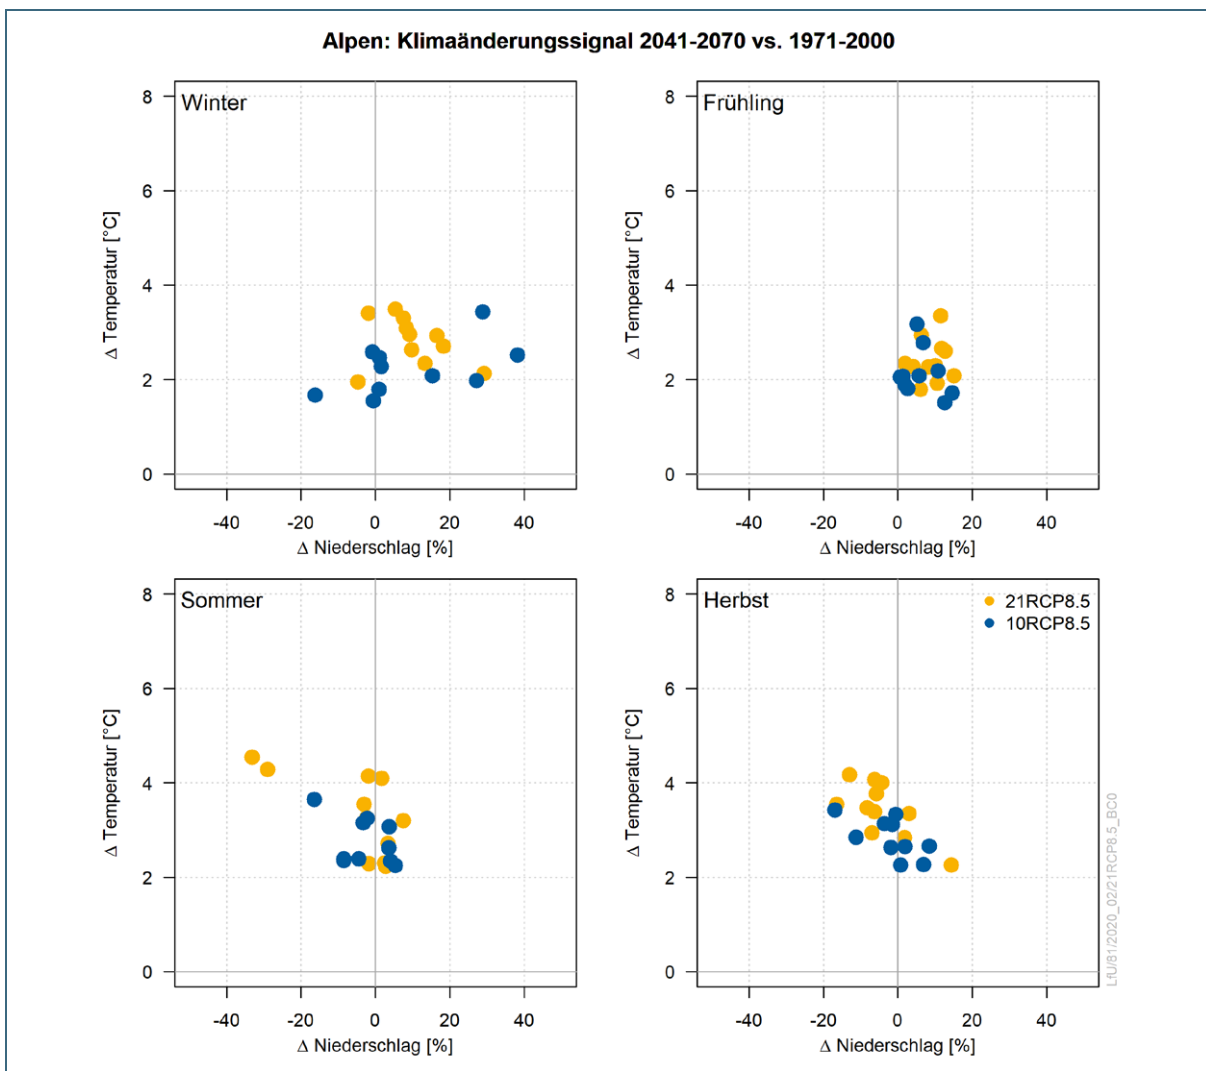 Alpen: Klimaänderungssignal 2041-2070 vs. 1971-2000
Winter
8
6
4
2
0
Δ Temperatur [°C]
-40 -20 0 20 40
Δ Niederschlag [%]
Frühling
8
6
4
2
0
Δ Temperatur [°C]
-40 -20 0 20 40
Δ Niederschlag [%]
Sommer
8
6
4
2
0
Δ Temperatur [°C]
-40 -20 0 20 40
Δ Niederschlag [%]
Herbst
21RCP8.5
10RCP8.5
8
6
4
2
0
Δ Temperatur [°C]
-40 -20 0 20 40
Δ Niederschlag [%]
LfU/81/2020_02/21RCP8.5_BC0